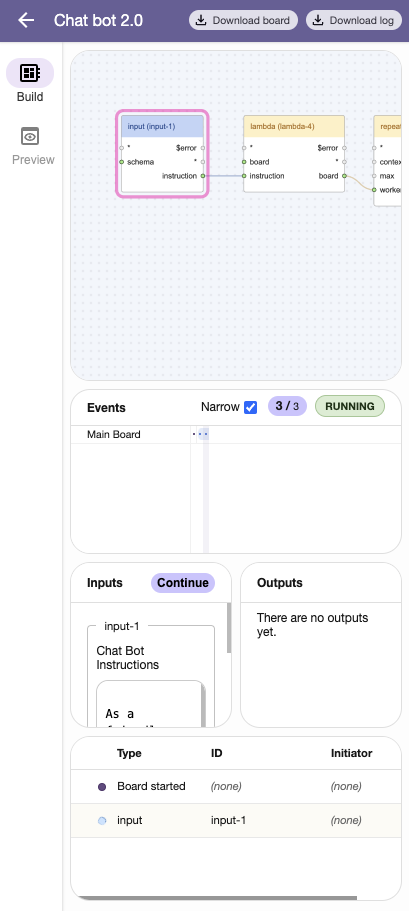 Chat bot 2.0
Download board
Download log
Build
Preview
input (input-1)
* $error
schema *
instruction
lambda (lambda-4)
* $error
board *
instruction board
repeat
*
contex
max
worke
Events
Narrow
3 / 3
RUNNING
Main Board
Inputs
Continue
input-1
Chat Bot
Instructions
As a
Outputs
There are no outputs
yet.
Type ID Initiator
Board started (none) (none)
input input-1 (none)